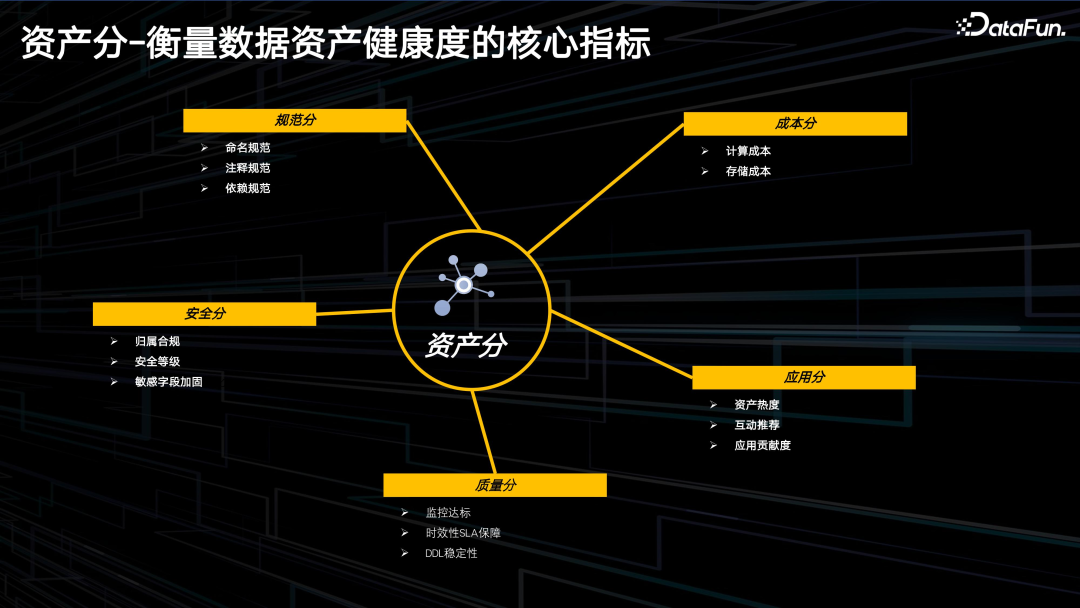 资产分-衡量数据资产健康度的核心指标
DataFun.
规范分
命名规范
注释规范
依赖规范
成本分
计算成本
存储成本
资产分
安全分
归属合规
安全等级
敏感字段加固
应用分
资产热度
互动推荐
应用贡献度
质量分
监控达标
时效性SLA保障
DDL稳定性